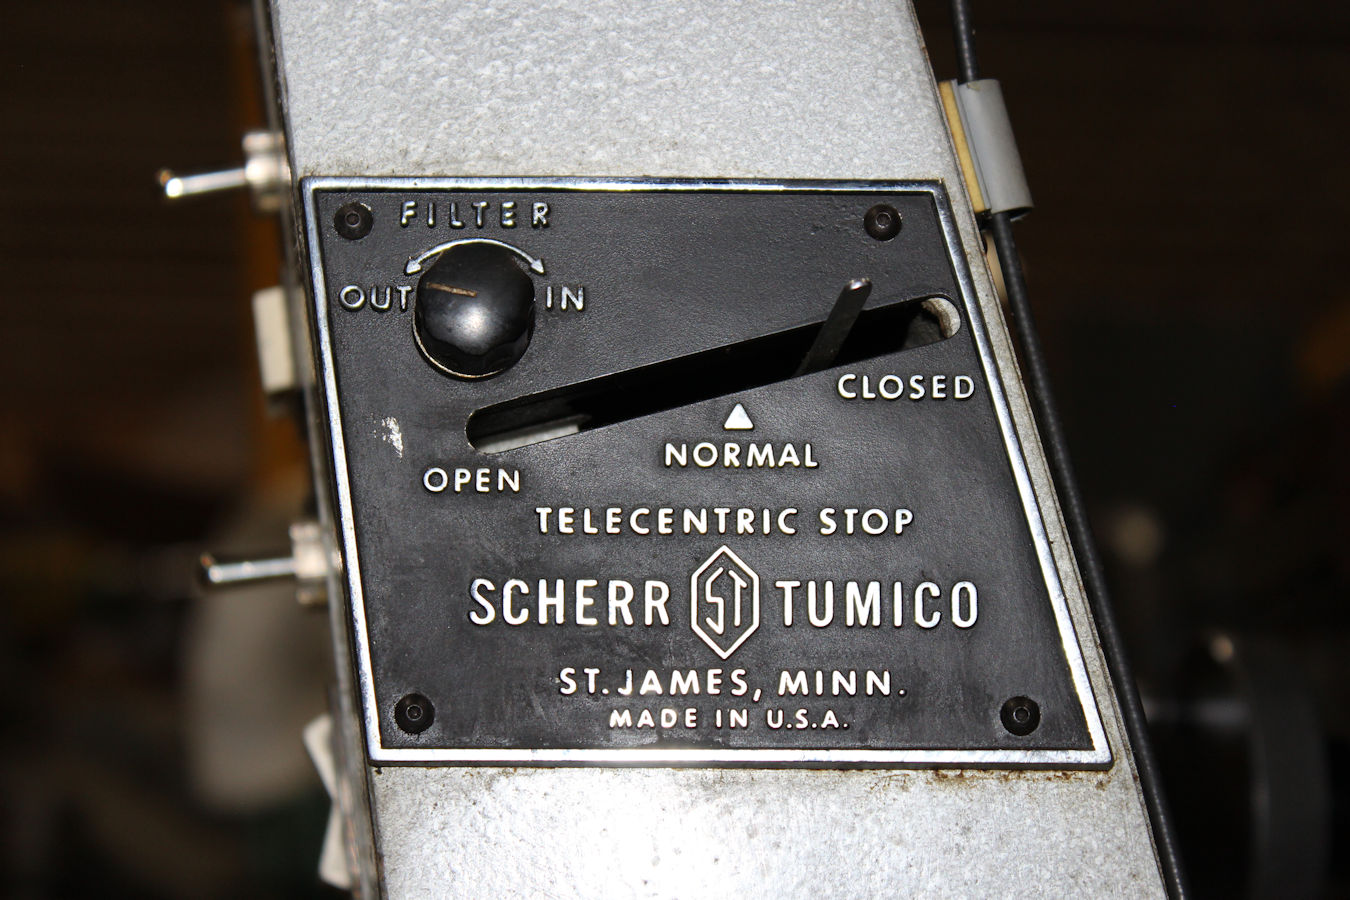 FILTER
OUT IN
CLOSED
NORMAL
OPEN
TELECENTRIC STOP
SCHERR ST TUMICO
ST. JAMES, MINN.
MADE IN U.S.A.